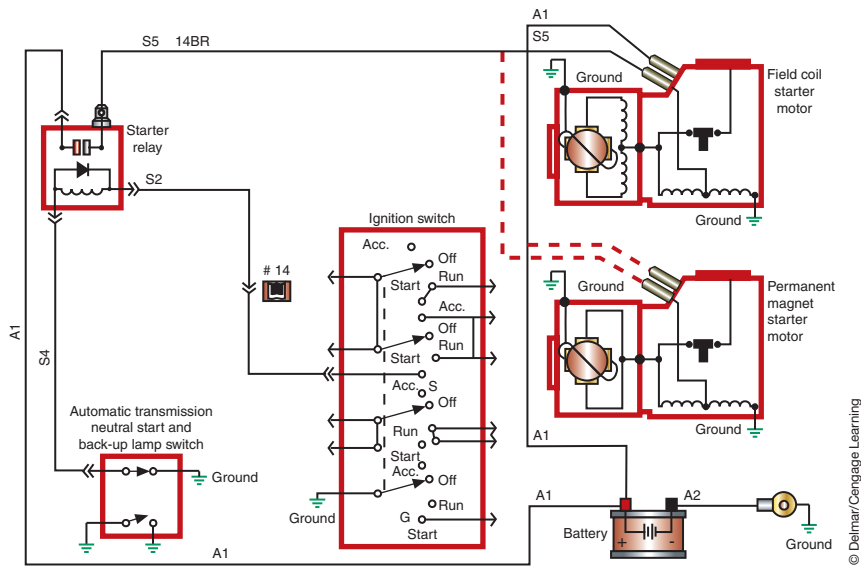 A1
S5 14BR
S5
Ground
Field coil
starter
motor
Starter
relay
Ground
S2
Ignition switch
Acc.
Off
# 14
Run
Start
Acc.
Off
Run
Start
Acc. S
Off
Run
Start
Acc.
Off
Run
G
Start
Ground
Ground
Permanent
magnet
starter
motor
Ground
A1
S4
Automatic transmission
neutral start and
back-up lamp switch
Ground
A1
A1
A2
Battery
+ -
Ground
A1
© Delmar/Cengage Learning